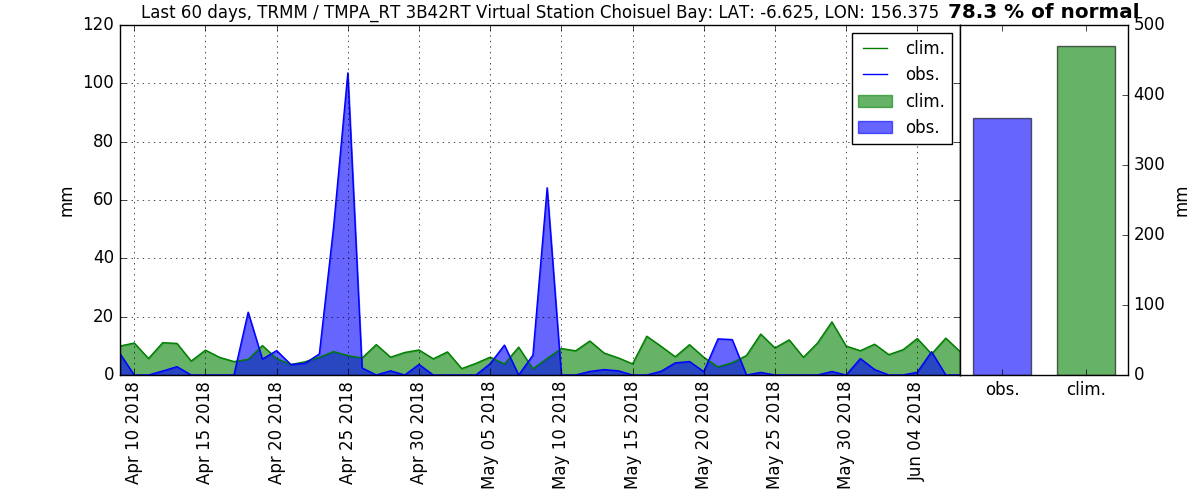 Last 60 days, TRMM / TMPA_RT 3B42RT Virtual Station Choisuel Bay: LAT: -6.625, LON: 156.375
78.3 % of normal
120
100
80
60
40
20
0
mm
clim.
obs.
clim.
obs.
Apr 10 2018
Apr 15 2018
Apr 20 2018
Apr 25 2018
Apr 30 2018
May 05 2018
May 10 2018
May 15 2018
May 20 2018
May 25 2018
May 30 2018
Jun 04 2018
500
400
300
200
100
0
mm
obs.
clim.